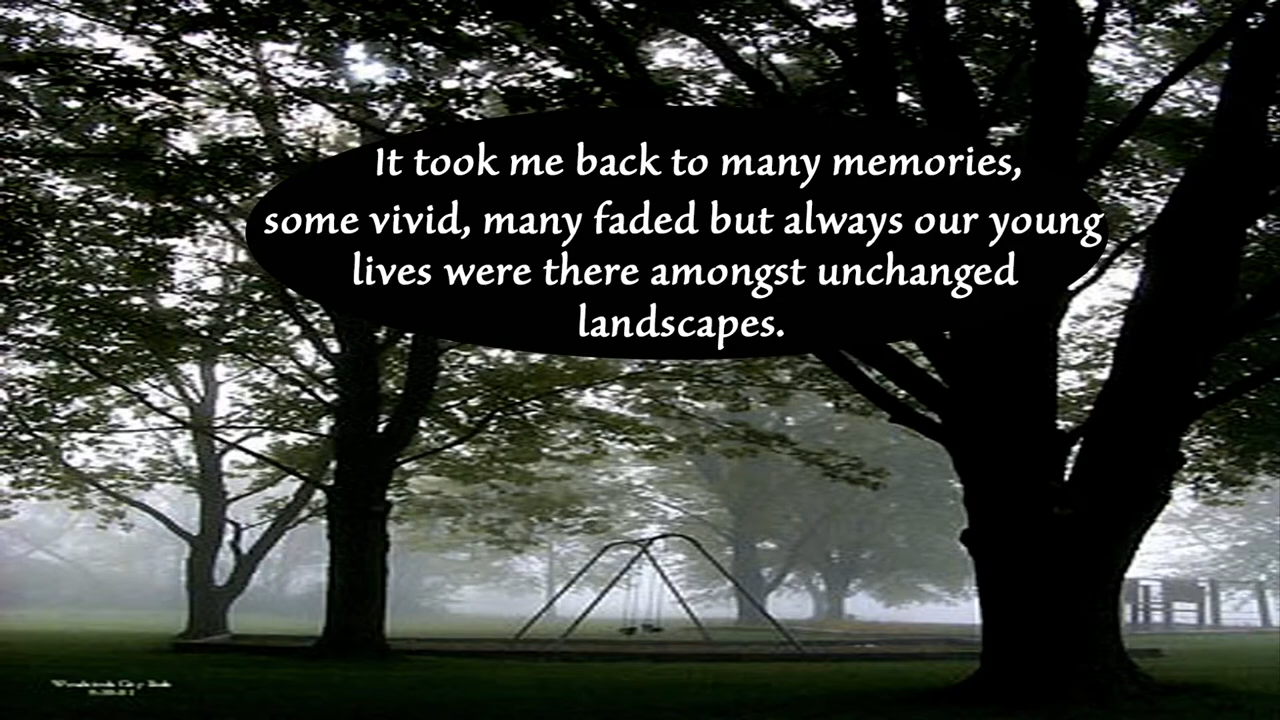 It took me back to many memories,
some vivid, many faded but always our young
lives were there amongst unchanged
landscapes.